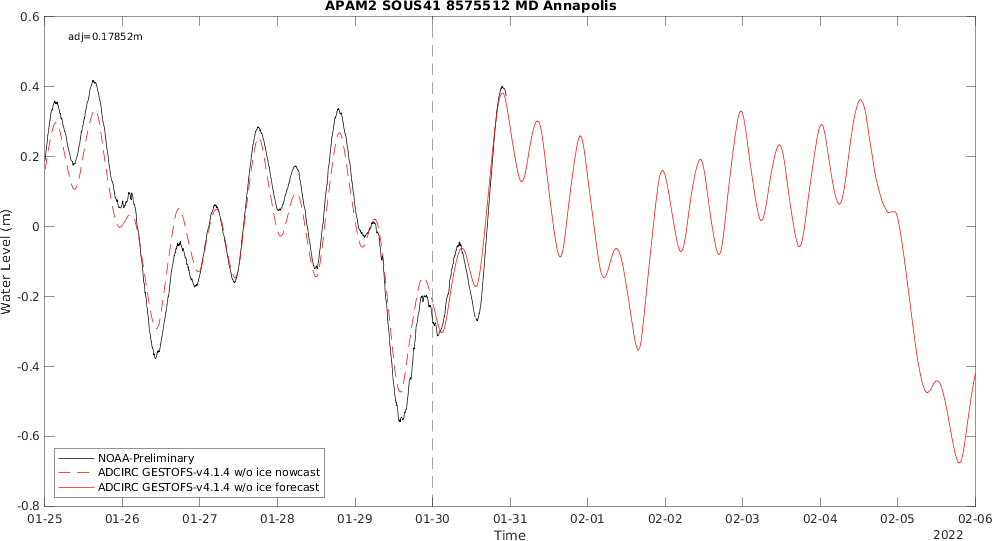 APAM2 SOUS41 8575512 MD Annapolis
adj=0.17852m
0.6
0.4
0.2
0
-0.2
-0.4
-0.6
-0.8
Water Level (m)
NOAA-Preliminary
ADCIRC GESTOFS-v4.1.4 w/o ice nowcast
ADCIRC GESTOFS-v4.1.4 w/o ice forecast
01-25 01-26 01-27 01-28 01-29 01-30 01-31 02-01 02-02 02-03 02-04 02-05 02-06
Time
2022